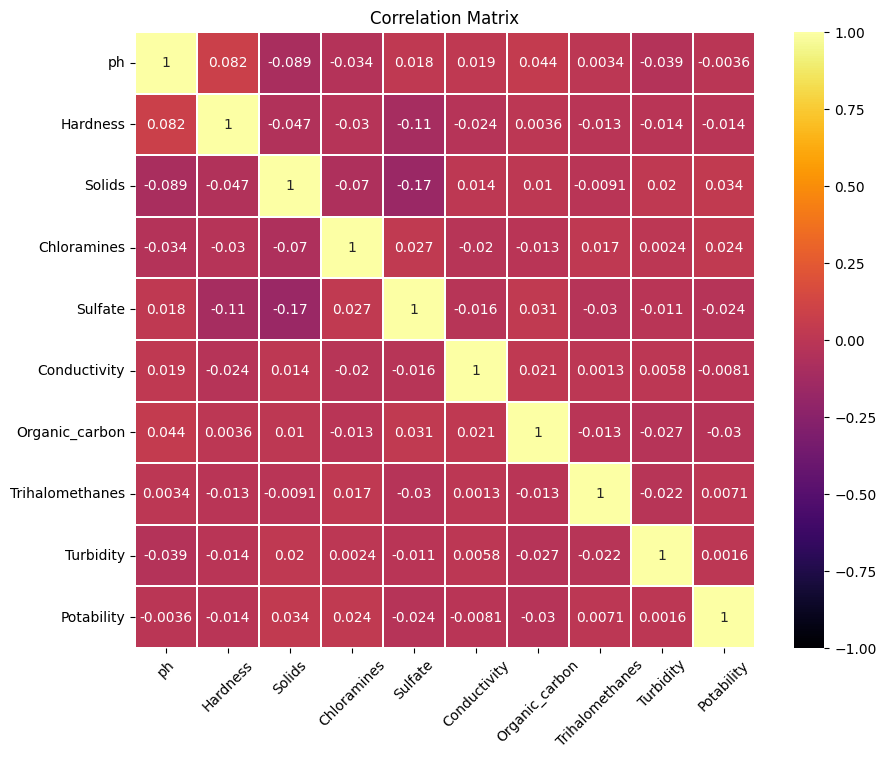 Correlation Matrix
ph 1 0.082 -0.089 -0.034 0.018 0.019 0.044 0.0034 -0.039 -0.0036
Hardness 0.082 1 -0.047 -0.03 -0.11 -0.024 0.0036 -0.013 -0.014 -0.014
Solids -0.089 -0.047 1 -0.07 -0.17 0.014 0.01 -0.0091 0.02 0.034
Chloramines -0.034 -0.03 -0.07 1 0.027 -0.02 -0.013 0.017 0.0024 0.024
Sulfate 0.018 -0.11 -0.17 0.027 1 -0.016 0.031 -0.03 -0.011 -0.024
Conductivity 0.019 -0.024 0.014 -0.02 -0.016 1 0.021 0.0013 0.0058 -0.0081
Organic_carbon 0.044 0.0036 0.01 -0.013 0.031 0.021 1 -0.013 -0.027 -0.03
Trihalomethanes 0.0034 -0.013 -0.0091 0.017 -0.03 0.0013 -0.013 1 -0.022 0.0071
Turbidity -0.039 -0.014 0.02 0.0024 -0.011 0.0058 -0.027 -0.022 1 0.0016
Potability -0.0036 -0.014 0.034 0.024 -0.024 -0.0081 -0.03 0.0071 0.0016 1
ph Hardness Solids Chloramines Sulfate Conductivity Organic_carbon Trihalomethanes Turbidity Potability
1.00
0.75
0.50
0.25
0.00
−0.25
−0.50
−0.75
−1.00